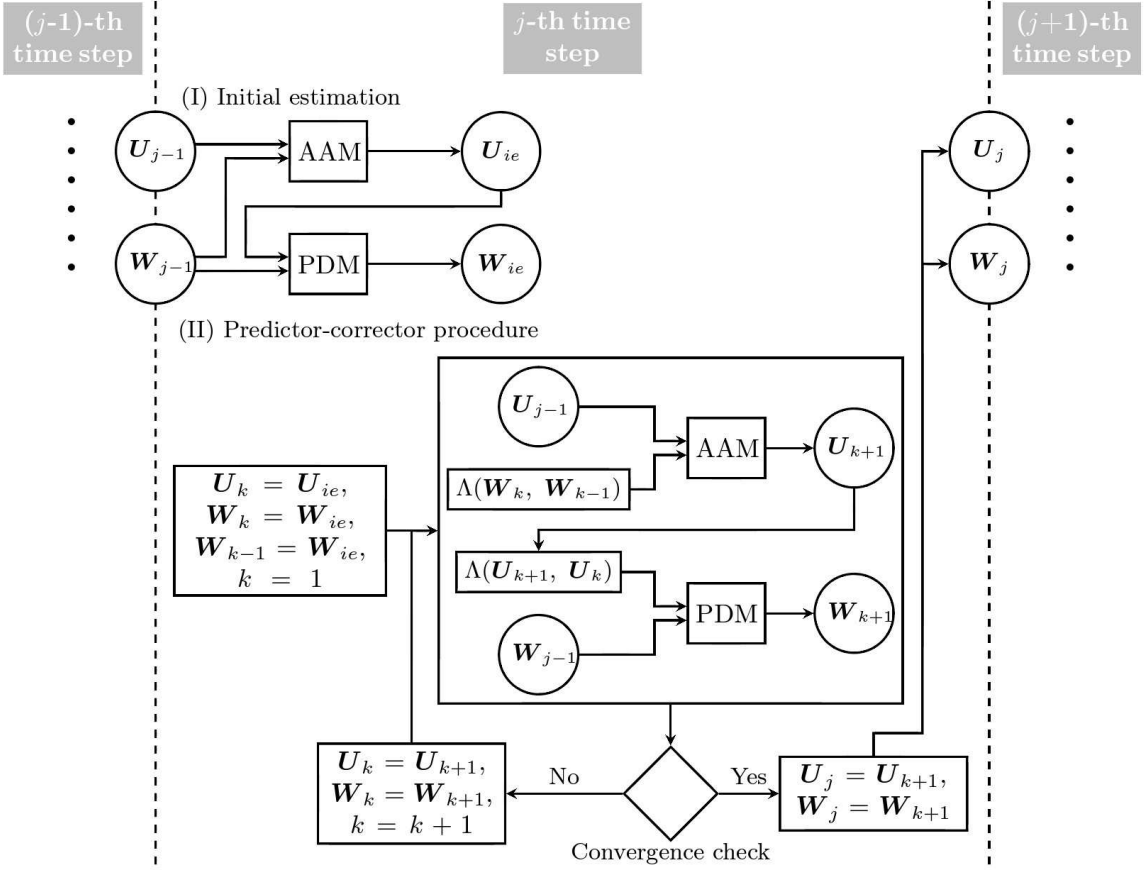 (j-1)-th
time step
j-th time
step
(j+1)-th
time step
(I) Initial estimation
U_{j−1}
AAM
U_{ie}
U_j
W_{j−1}
PDM
W_{ie}
W_j
(II) Predictor-corrector procedure
U_{j−1}
AAM
U_{k+1}
Λ(W_k, W_{k−1})
U_k = U_{ie},
W_k = W_{ie},
W_{k−1} = W_{ie},
k = 1
Λ(U_{k+1}, U_k)
PDM
W_{k+1}
W_{j−1}
U_k = U_{k+1},
W_k = W_{k+1},
k = k + 1
No
Yes
U_j = U_{k+1},
W_j = W_{k+1}
Convergence check